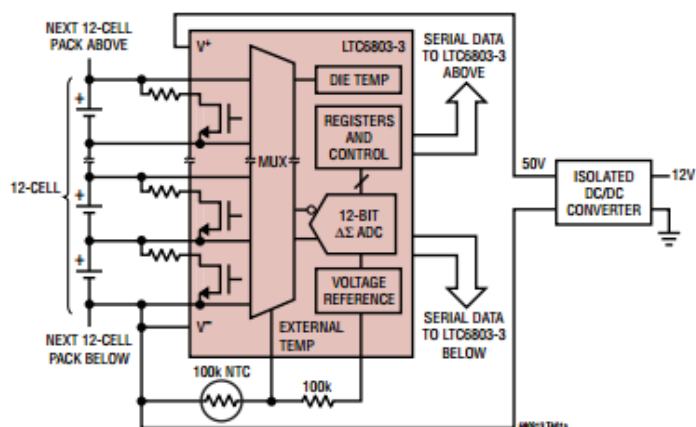 NEXT 12-CELL
PACK ABOVE
V+
LTC6803-3
SERIAL DATA
TO LTC6803-3
ABOVE
DIE TEMP
REGISTERS
AND
CONTROL
MUX
12-CELL
12-BIT
ΔΣ ADC
50V
ISOLATED
DC/DC
CONVERTER
12V
VOLTAGE
REFERENCE
V−
EXTERNAL
TEMP
SERIAL DATA
TO LTC6803-3
BELOW
NEXT 12-CELL
PACK BELOW
100k NTC
100k